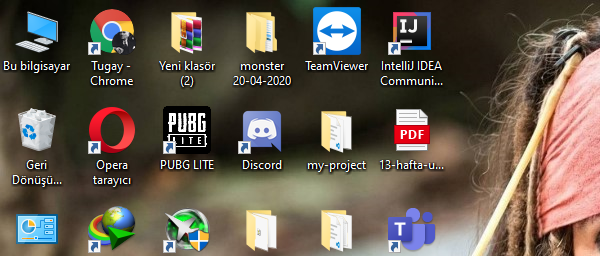 Bu bilgisayar
Tugay -
Chrome
Yeni klasör
(2)
monster
20-04-2020
TeamViewer
IJ
IntelliJ IDEA
Communi...
Geri
Dönüşü...
Opera
tarayıcı
PUBG
LITE
PUBG LITE
Discord
my-project
PDF
13-hafta-u...
T